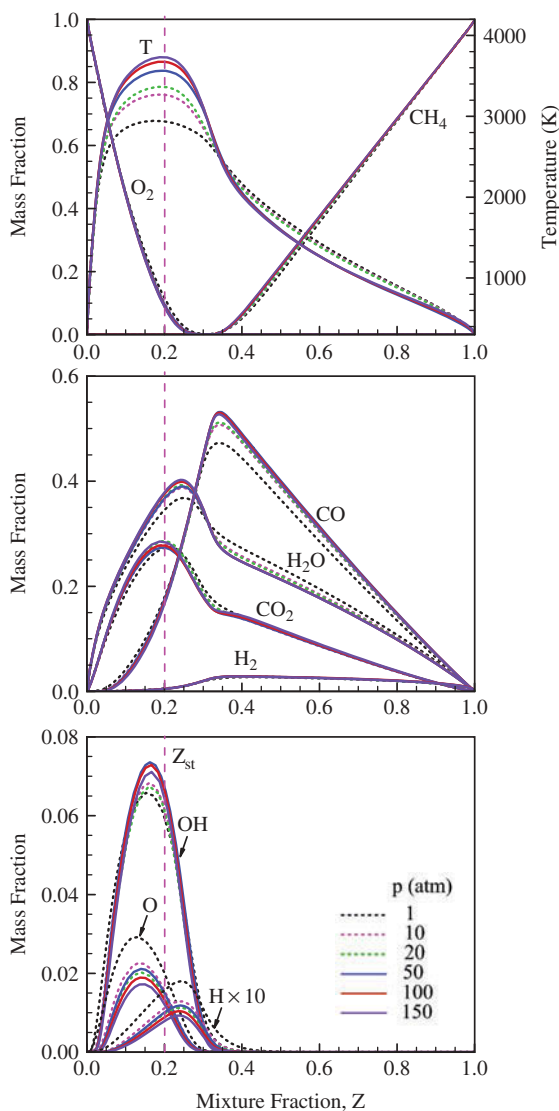 1.0
0.8
0.6
0.4
0.2
0.0
Mass Fraction
T
O₂
CH₄
4000
3000
2000
1000
Temperature (K)
0.0 0.2 0.4 0.6 0.8 1.0
0.6
0.4
0.2
0.0
Mass Fraction
CO
H₂O
CO₂
H₂
0.0 0.2 0.4 0.6 0.8 1.0
0.08
0.06
0.04
0.02
0.00
Mass Fraction
Zst
OH
O
H × 10
p (atm)
1
10
20
50
100
150
0.0 0.2 0.4 0.6 0.8 1.0
Mixture Fraction, Z